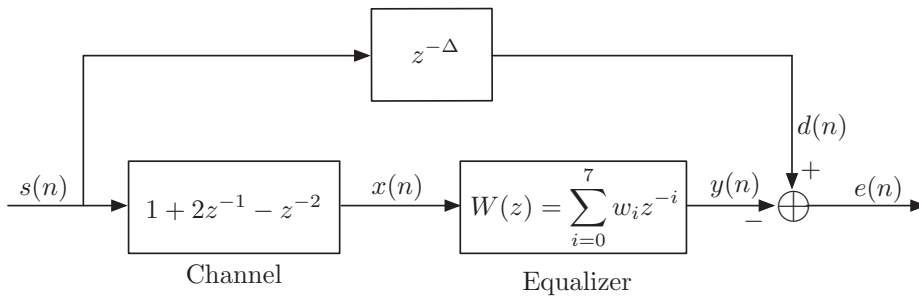 z^{-Δ}
d(n)
s(n)
1 + 2z^{-1} − z^{-2}
x(n)
W(z) = \sum_{i=0}^{7} w_i z^{-i}
y(n)
+
−
e(n)
Channel
Equalizer